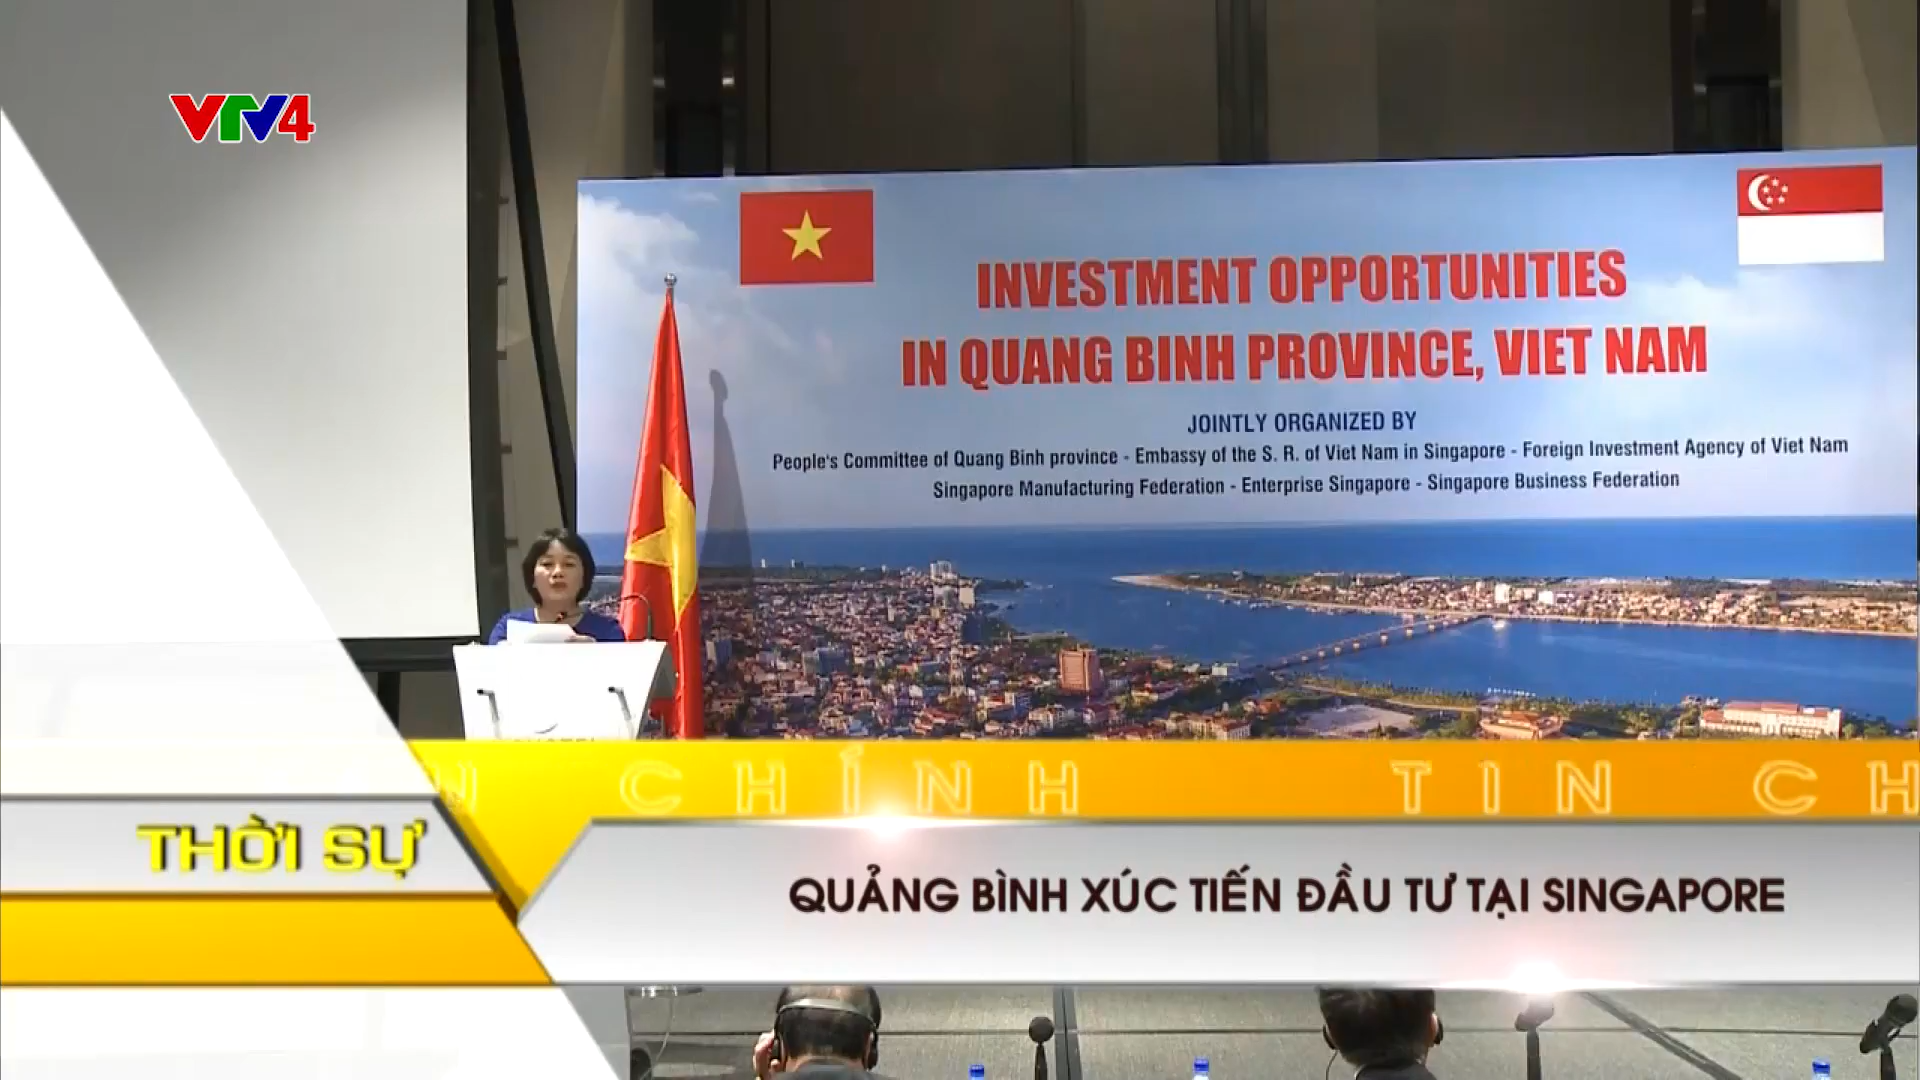 VTV4
INVESTMENT OPPORTUNITIES
IN QUANG BINH PROVINCE, VIET NAM
JOINTLY ORGANIZED BY
People's Committee of Quang Binh province - Embassy of the S. R. of Viet Nam in Singapore - Foreign Investment Agency of Viet Nam
Singapore Manufacturing Federation - Enterprise Singapore - Singapore Business Federation
CHÍNH TIN CH
THỜI SỰ
QUẢNG BÌNH XÚC TIẾN ĐẦU TƯ TẠI SINGAPORE